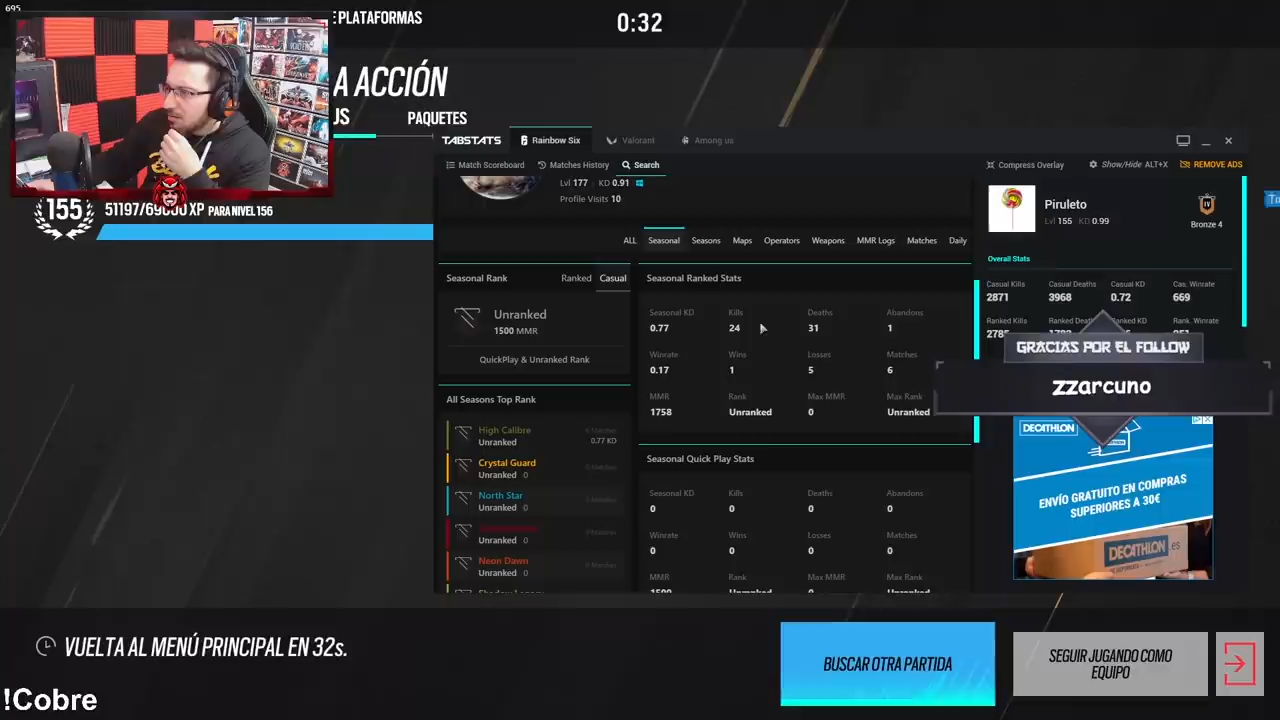 695
E PLATAFORMAS
0:32
A ACCIÓN
US
PAQUETES
155
PARA NIVEL 156
TABSTATS
Rainbow Six
Valorant
Among us
Match Scoreboard
Matches History
Search
Compress Overlay
Show/Hide ALT+X
REMOVE ADS
Lvl 177 | KD 0.91
Profile Visits 10
ALL
Seasonal
Seasons
Maps
Operators
Weapons
MMR Logs
Matches
Daily
Seasonal Rank
Ranked
Casual
Unranked
1500 MMR
QuickPlay & Unranked Rank
All Seasons Top Rank
High Calibre
Unranked
6 Matches
0.77 KD
Crystal Guard
Unranked 0
North Star
Unranked 0
Unranked 0
Neon Dawn
Unranked 0
Seasonal Ranked Stats
Seasonal KD Kills Deaths Abandons
0.77 24 31 1
Winrate Wins Losses Matches
0.17 1 5 6
MMR Rank Max MMR Max Rank
1758 Unranked 0 Unranked
Seasonal Quick Play Stats
Seasonal KD Kills Deaths Abandons
0 0 0 0
Winrate Wins Losses Matches
0 0 0 0
MMR Rank Max MMR Max Rank
Piruleto
Lvl 155 KD 0.99
IV
Bronze 4
Overall Stats
Casual Kills Casual Deaths Casual KD Cas. Winrate
2871 3968 0.72 669
Ranked Kills Rank. Winrate
GRACIAS POR EL FOLLOW
zzarcuno
DECATHLON
ENVÍO GRATUITO EN COMPRAS
SUPERIORES A 30€
DECATHLON.es
VUELTA AL MENÚ PRINCIPAL EN 32s.
BUSCAR OTRA PARTIDA
SEGUIR JUGANDO COMO
EQUIPO
!Cobre